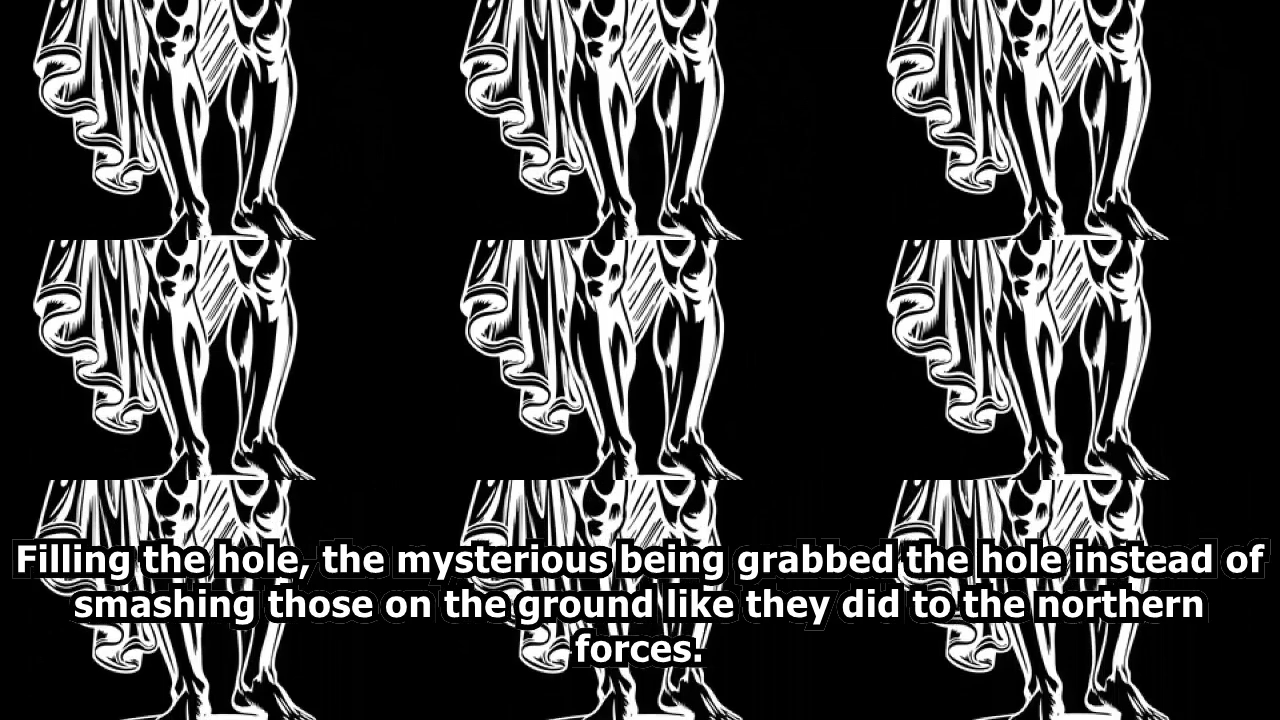 Filling the hole, the mysterious being grabbed the hole instead of
smashing those on the ground like they did to the northern
forces.